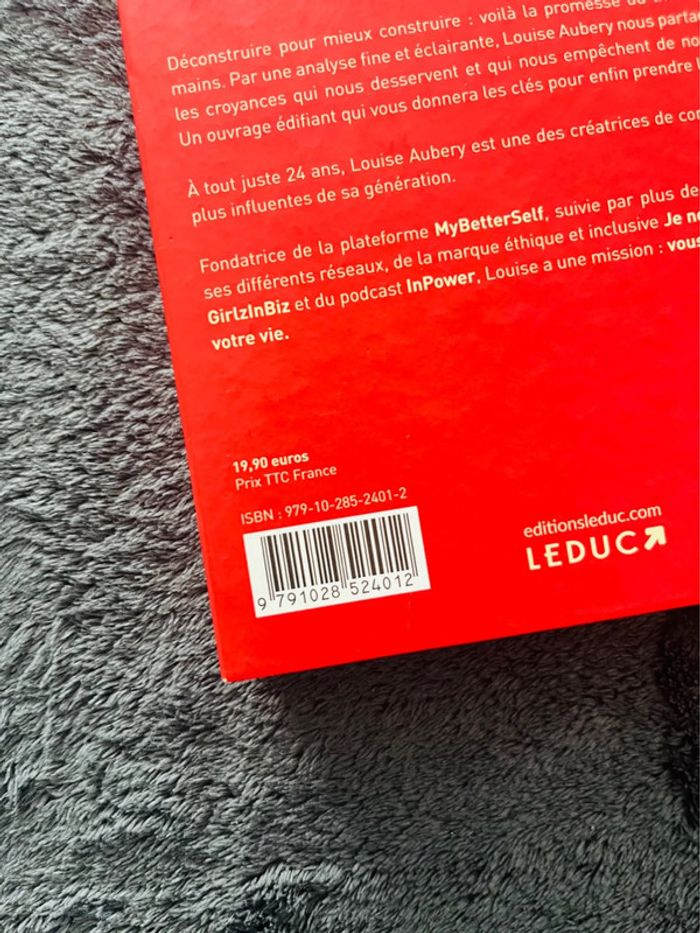 Déconstruire pour mieux construire : voilà la promesse
mains. Par une analyse fine et éclairante, Louise Aubery nous
les croyances qui nous desservent et qui nous empêchent de
Un ouvrage édifiant qui vous donnera les clés pour enfin prendre
À tout juste 24 ans, Louise Aubery est une des créatrices de
plus influentes de sa génération.
Fondatrice de la plateforme MyBetterSelf, suivie par plus de
ses différents réseaux, de la marque éthique et inclusive Je
GirlzInBiz et du podcast InPower, Louise a une mission : vous
votre vie.
19,90 euros
Prix TTC France
ISBN : 979-10-285-2401-2
9 791028 524012
editionsleduc.com
LEDUC